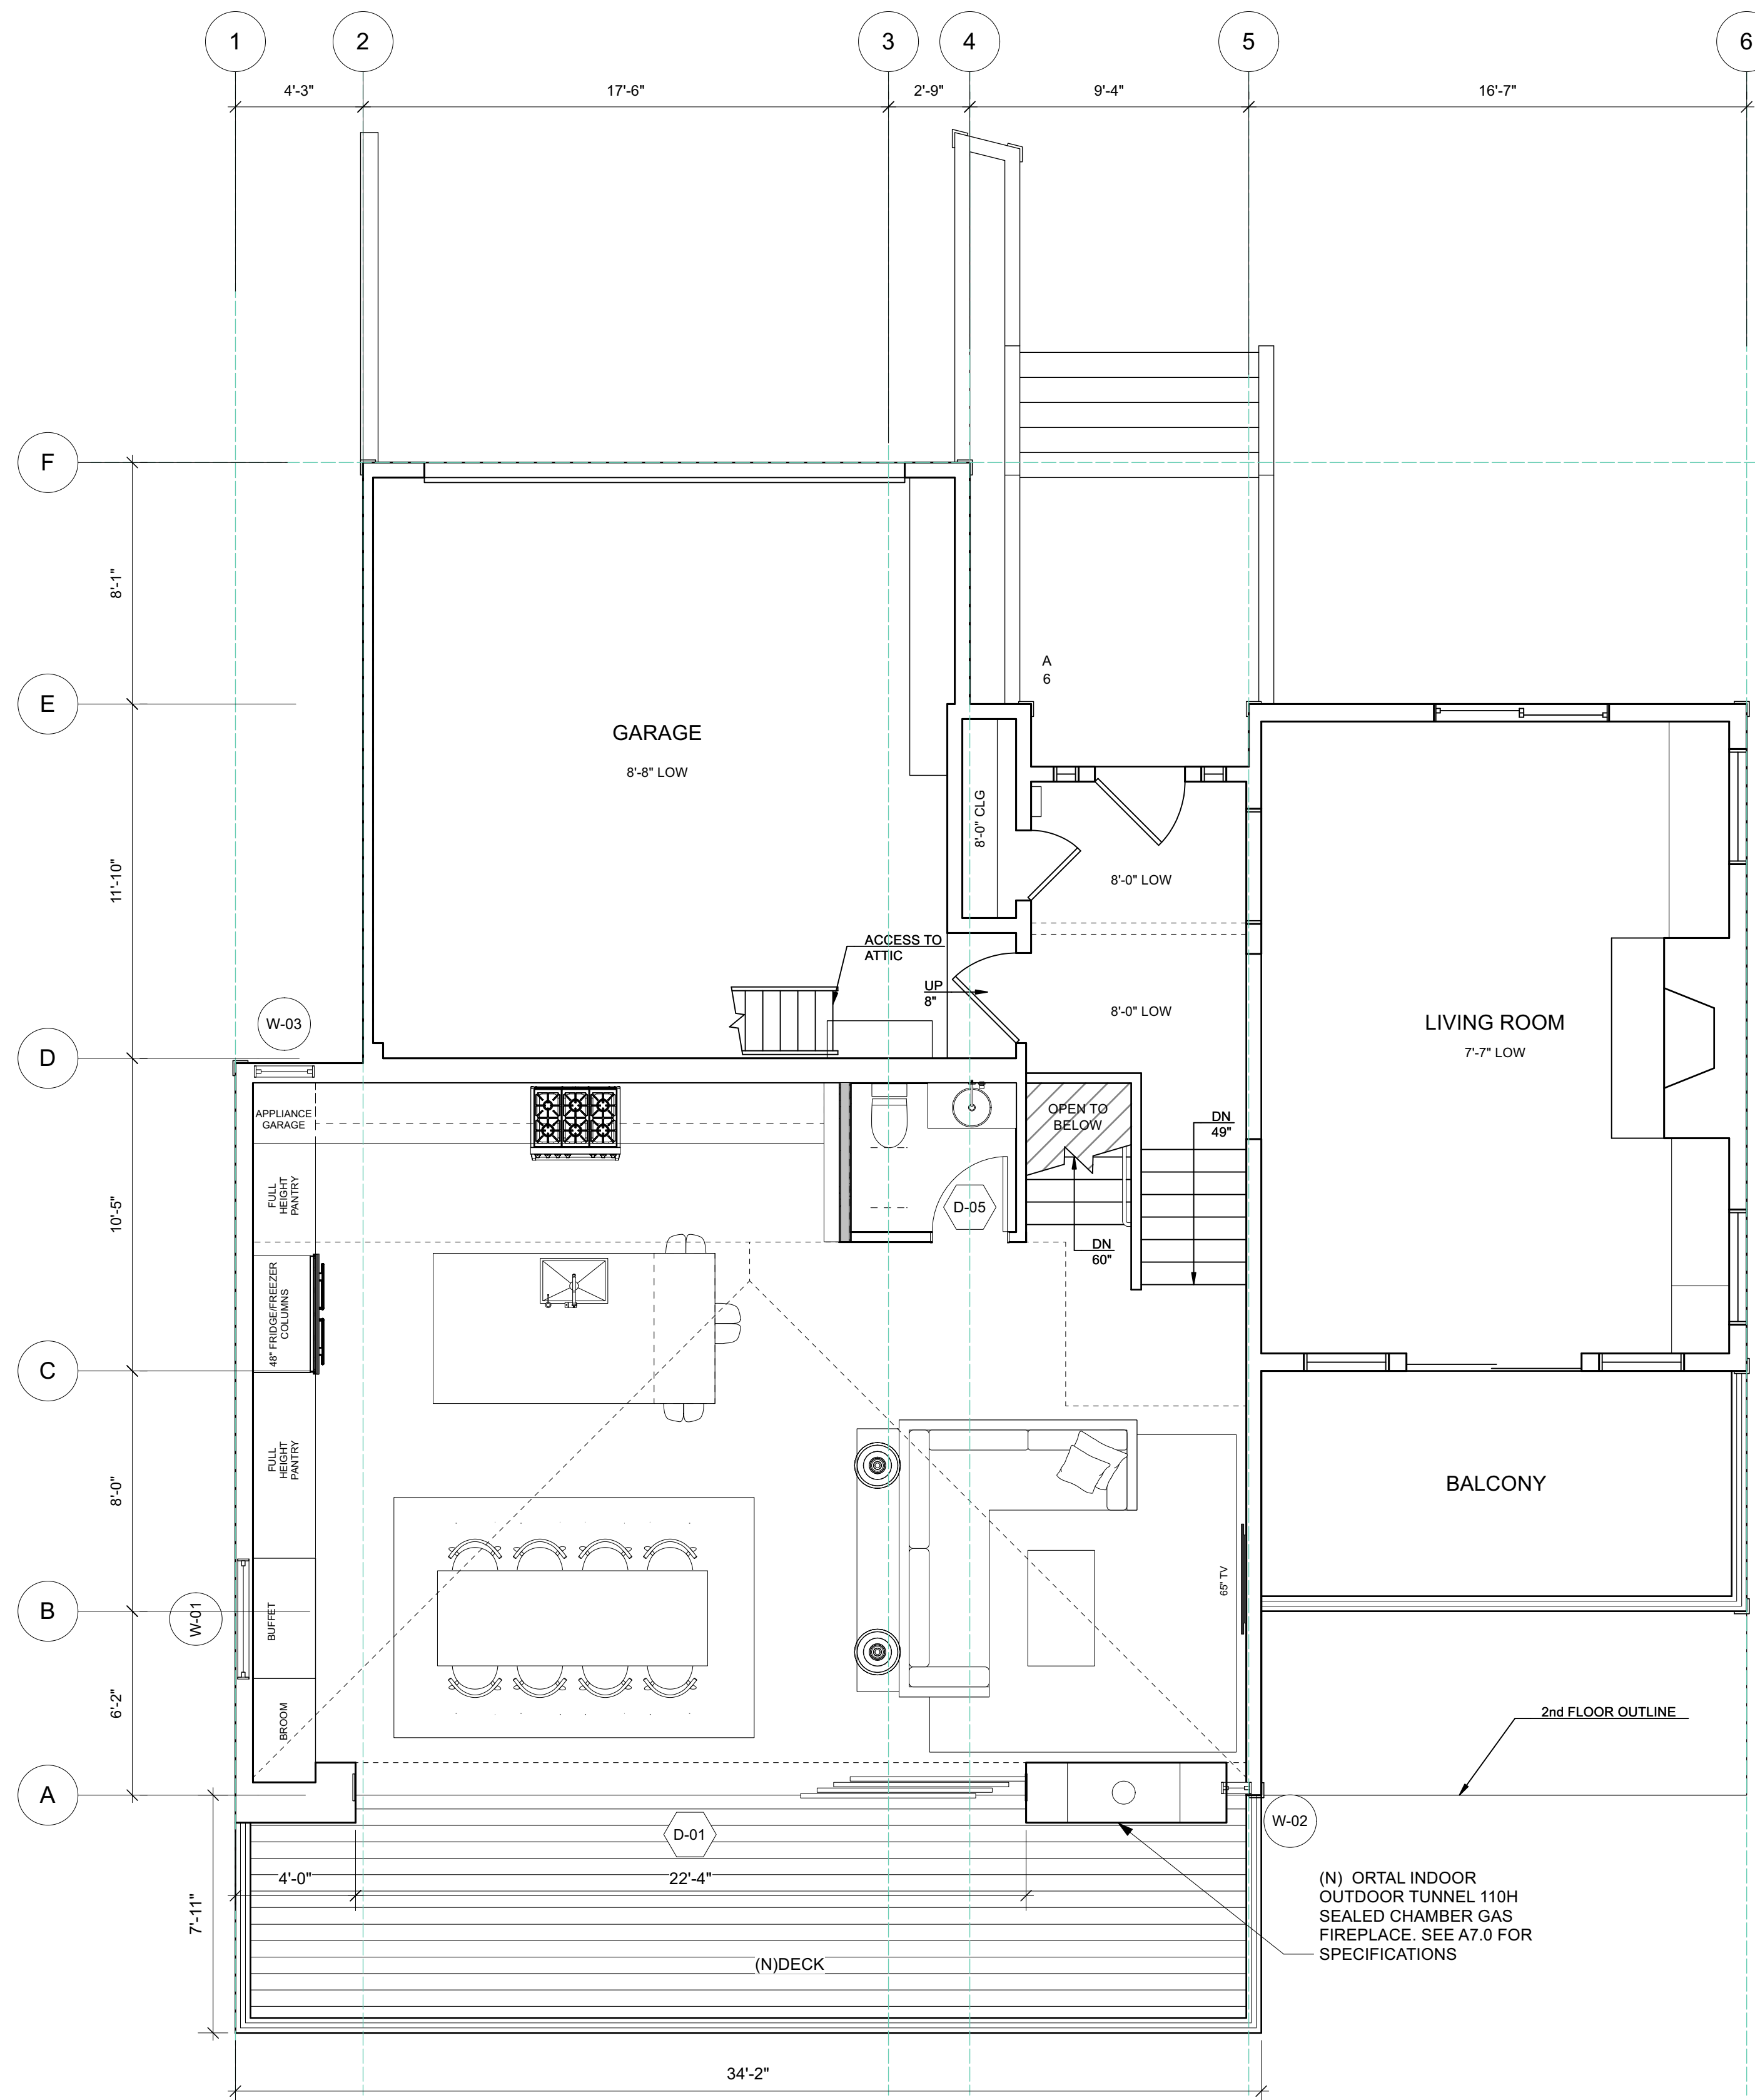 1
2
3
4
5
6
4'-3"
17'-6"
2'-9"
9'-4"
16'-7"
F
8'-1"
A
6
E
GARAGE
8'-8" LOW
8'-0" CLG
8'-0" LOW
11'-10"
ACCESS TO
ATTIC
UP
8"
8'-0" LOW
LIVING ROOM
7'-7" LOW
W-03
D
APPLIANCE
GARAGE
OPEN TO
BELOW
DN
49"
FULL
HEIGHT
PANTRY
10'-5"
D-05
DN
60"
48" FRIDGE/FREEZER
COLUMNS
C
FULL
HEIGHT
PANTRY
8'-0"
BALCONY
65" TV
B
W-01
BUFFET
6'-2"
BROOM
2nd FLOOR OUTLINE
A
W-02
D-01
4'-0"
22'-4"
7'-11"
(N) ORTAL INDOOR
OUTDOOR TUNNEL 110H
SEALED CHAMBER GAS
FIREPLACE. SEE A7.0 FOR
SPECIFICATIONS
(N)DECK
34'-2"